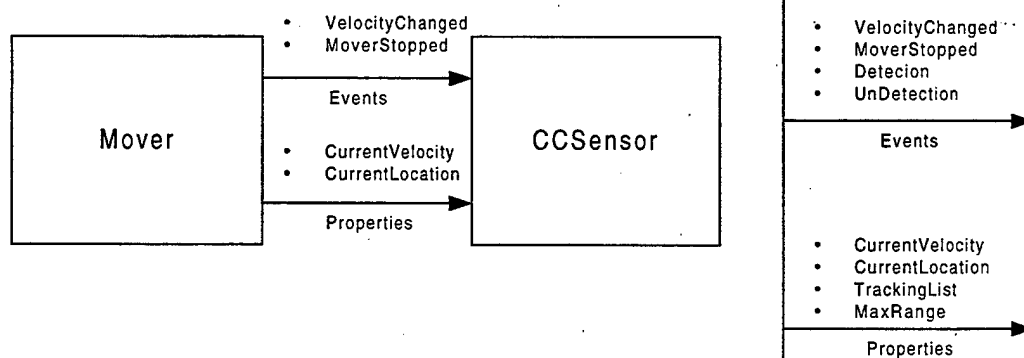 • VelocityChanged
• MoverStopped
Events
Mover
• CurrentVelocity
• CurrentLocation
Properties
CCSensor
• VelocityChanged
• MoverStopped
• Detecion
• UnDetection
Events
• CurrentVelocity
• CurrentLocation
• TrackingList
• MaxRange
Properties